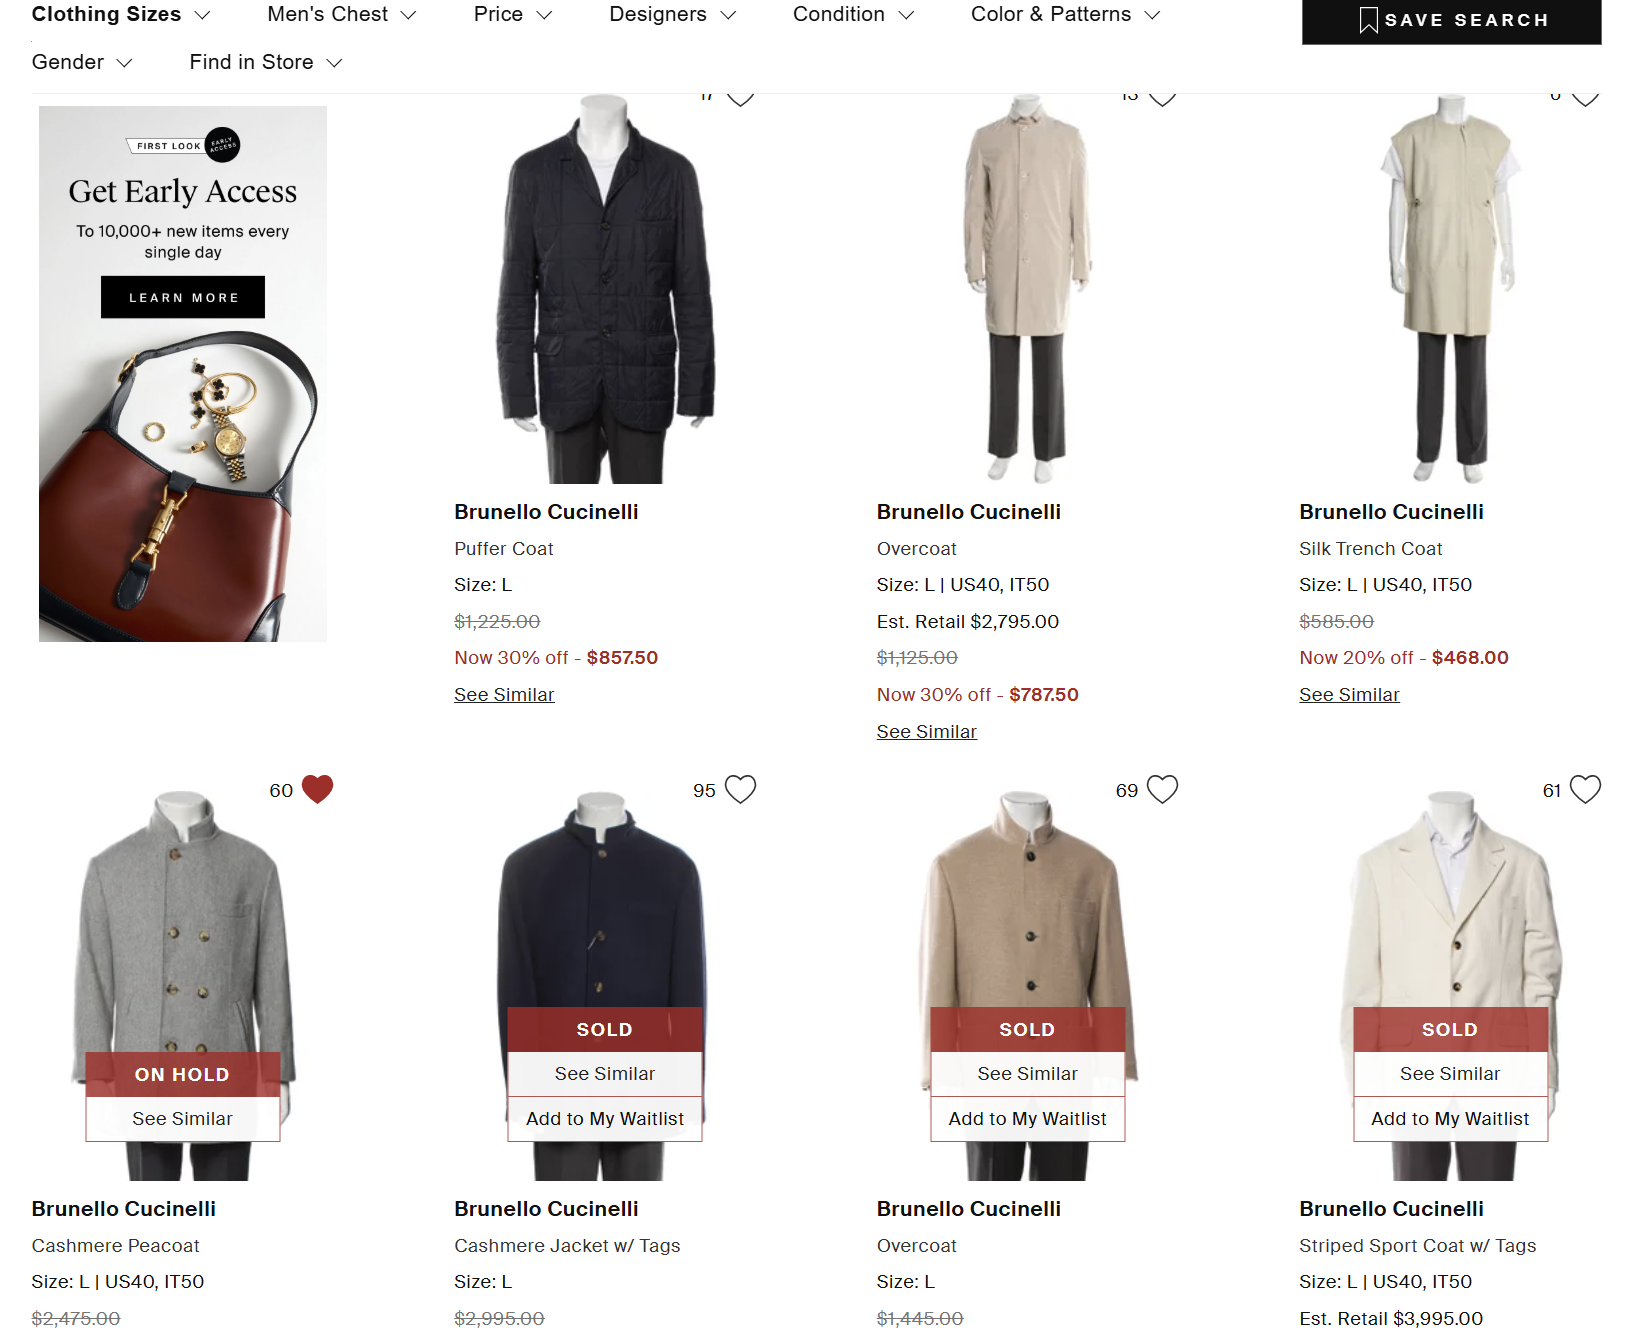 Clothing Sizes
Men's Chest
Price
Designers
Condition
Color & Patterns
SAVE SEARCH
Gender
Find in Store
FIRST LOOK
EARLY ACCESS
Get Early Access
To 10,000+ new items every
single day
LEARN MORE
Brunello Cucinelli
Puffer Coat
Size: L
$1,225.00
Now 30% off - $857.50
See Similar
Brunello Cucinelli
Overcoat
Size: L | US40, IT50
Est. Retail $2,795.00
$1,125.00
Now 30% off - $787.50
See Similar
Brunello Cucinelli
Silk Trench Coat
Size: L | US40, IT50
$585.00
Now 20% off - $468.00
See Similar
60
ON HOLD
See Similar
Brunello Cucinelli
Cashmere Peacoat
Size: L | US40, IT50
$2,475.00
95
SOLD
See Similar
Add to My Waitlist
Brunello Cucinelli
Cashmere Jacket w/ Tags
Size: L
$2,995.00
69
SOLD
See Similar
Add to My Waitlist
Brunello Cucinelli
Overcoat
Size: L
$1,445.00
61
SOLD
See Similar
Add to My Waitlist
Brunello Cucinelli
Striped Sport Coat w/ Tags
Size: L | US40, IT50
Est. Retail $3,995.00